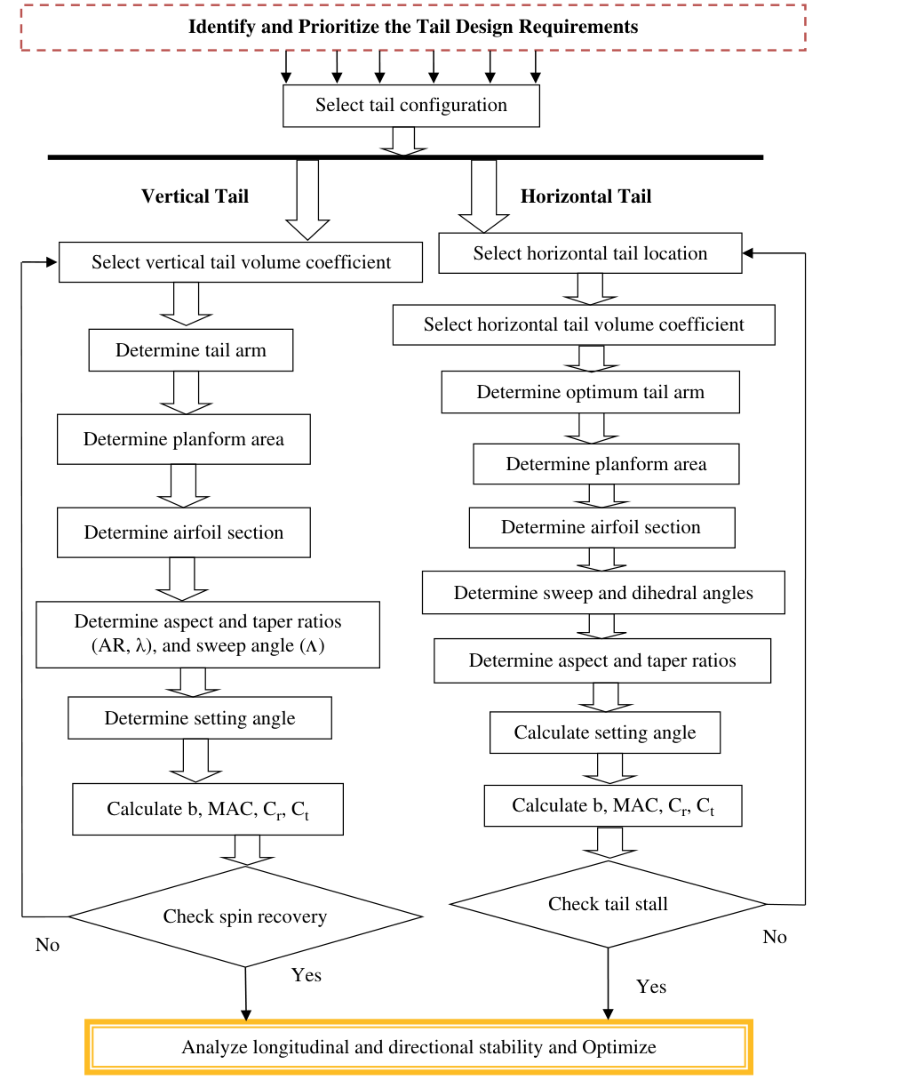 Identify and Prioritize the Tail Design Requirements
Select tail configuration
Vertical Tail
Select vertical tail volume coefficient
Determine tail arm
Determine planform area
Determine airfoil section
Determine aspect and taper ratios
(AR, λ), and sweep angle (Λ)
Determine setting angle
Calculate b, MAC, Cr, Ct
Check spin recovery
No
Yes
Horizontal Tail
Select horizontal tail location
Select horizontal tail volume coefficient
Determine optimum tail arm
Determine planform area
Determine airfoil section
Determine sweep and dihedral angles
Determine aspect and taper ratios
Calculate setting angle
Calculate b, MAC, Cr, Ct
Check tail stall
No
Yes
Analyze longitudinal and directional stability and Optimize